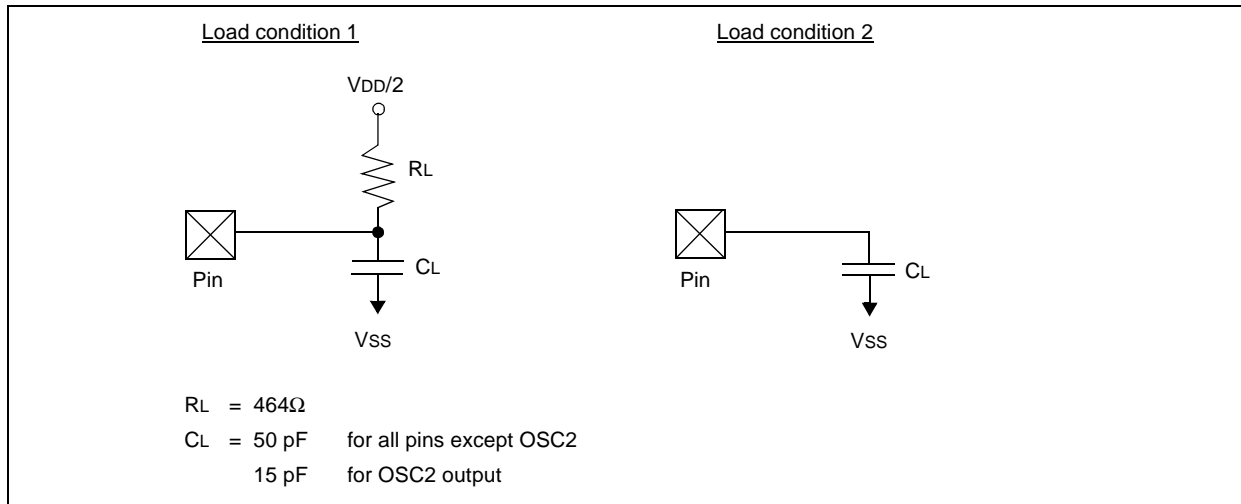 Load condition 1
Load condition 2
VDD/2
RL
CL
Pin
VSS
CL
Pin
VSS
RL = 464Ω
CL = 50 pF for all pins except OSC2
15 pF for OSC2 output